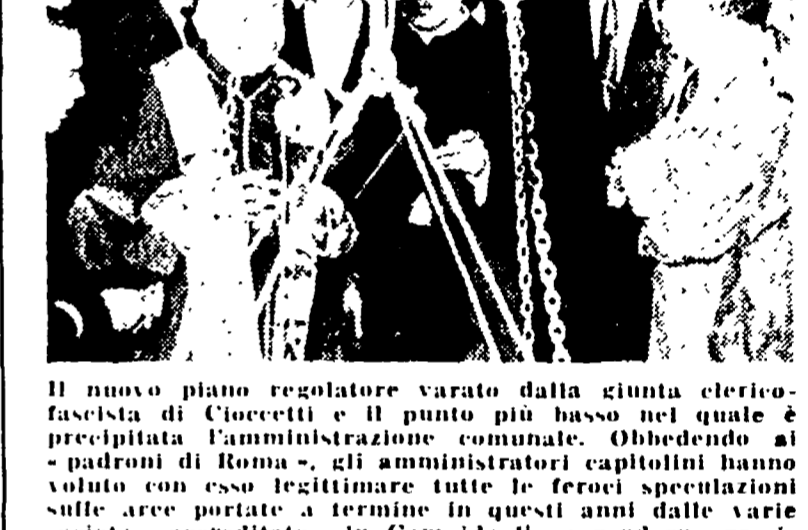 Il nuovo piano regolatore varato dalla giunta clerico-
fascista di Cioccetti e il punto più basso nel quale è
precipitata l'amministrazione comunale. Obbedendo ai
« padroni di Roma », gli amministratori capitolini hanno
voluto con esso legittimare tutte le feroci speculazioni
sulle aree portate a termine in questi anni dalle varie